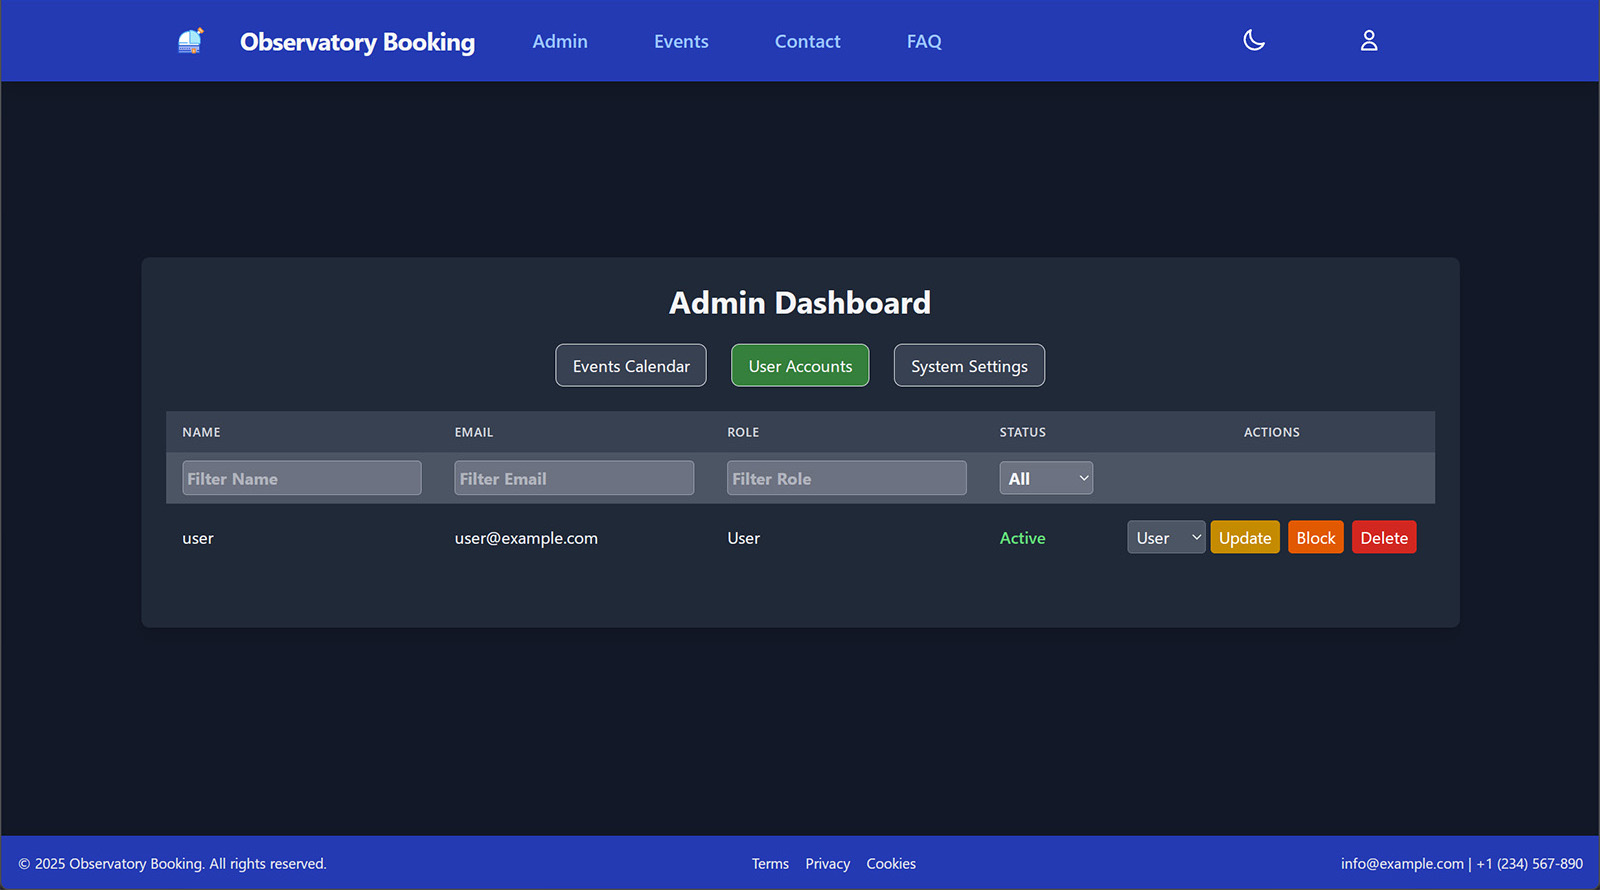 Observatory Booking Admin Events Contact FAQ
Admin Dashboard
Events Calendar User Accounts System Settings
NAME EMAIL ROLE STATUS ACTIONS
Filter Name Filter Email Filter Role All
user user@example.com User Active User Update Block Delete
© 2025 Observatory Booking. All rights reserved. Terms Privacy Cookies info@example.com | +1 (234) 567-890